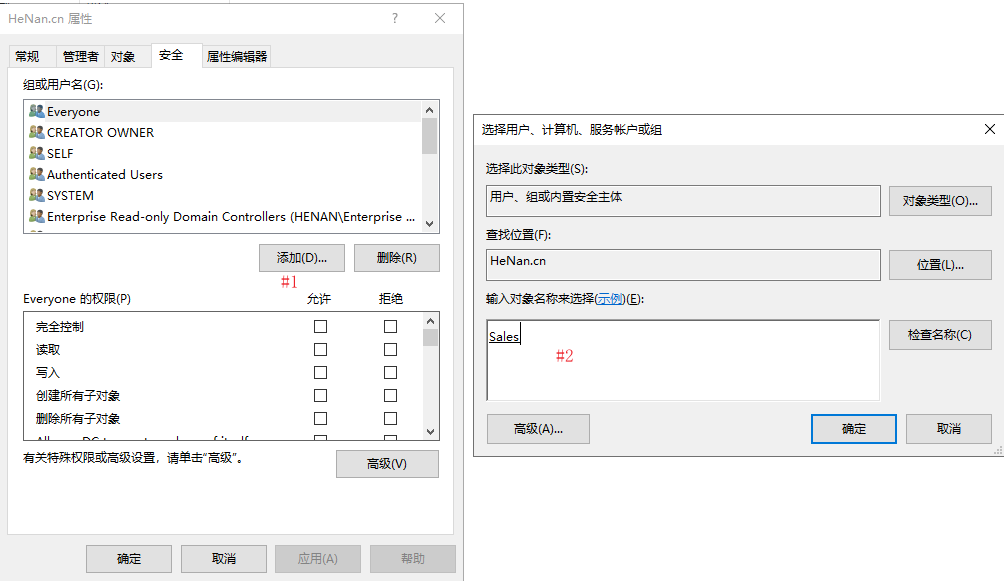 HeNan.cn 属性
?
常规 管理者 对象 安全 属性编辑器
组或用户名(G):
Everyone
CREATOR OWNER
SELF
Authenticated Users
SYSTEM
Enterprise Read-only Domain Controllers (HENAN\Enterprise ...
添加(D)... 删除(R)
#1
Everyone 的权限(P) 允许 拒绝
完全控制
读取
写入
创建所有子对象
删除所有子对象
有关特殊权限或高级设置，请单击“高级”。
高级(V)
确定 取消 应用(A) 帮助
选择用户、计算机、服务帐户或组
选择此对象类型(S):
用户、组或内置安全主体 对象类型(O)...
查找位置(F):
HeNan.cn 位置(L)...
输入对象名称来选择(示例)(E):
Sales 检查名称(C)
#2
高级(A)... 确定 取消